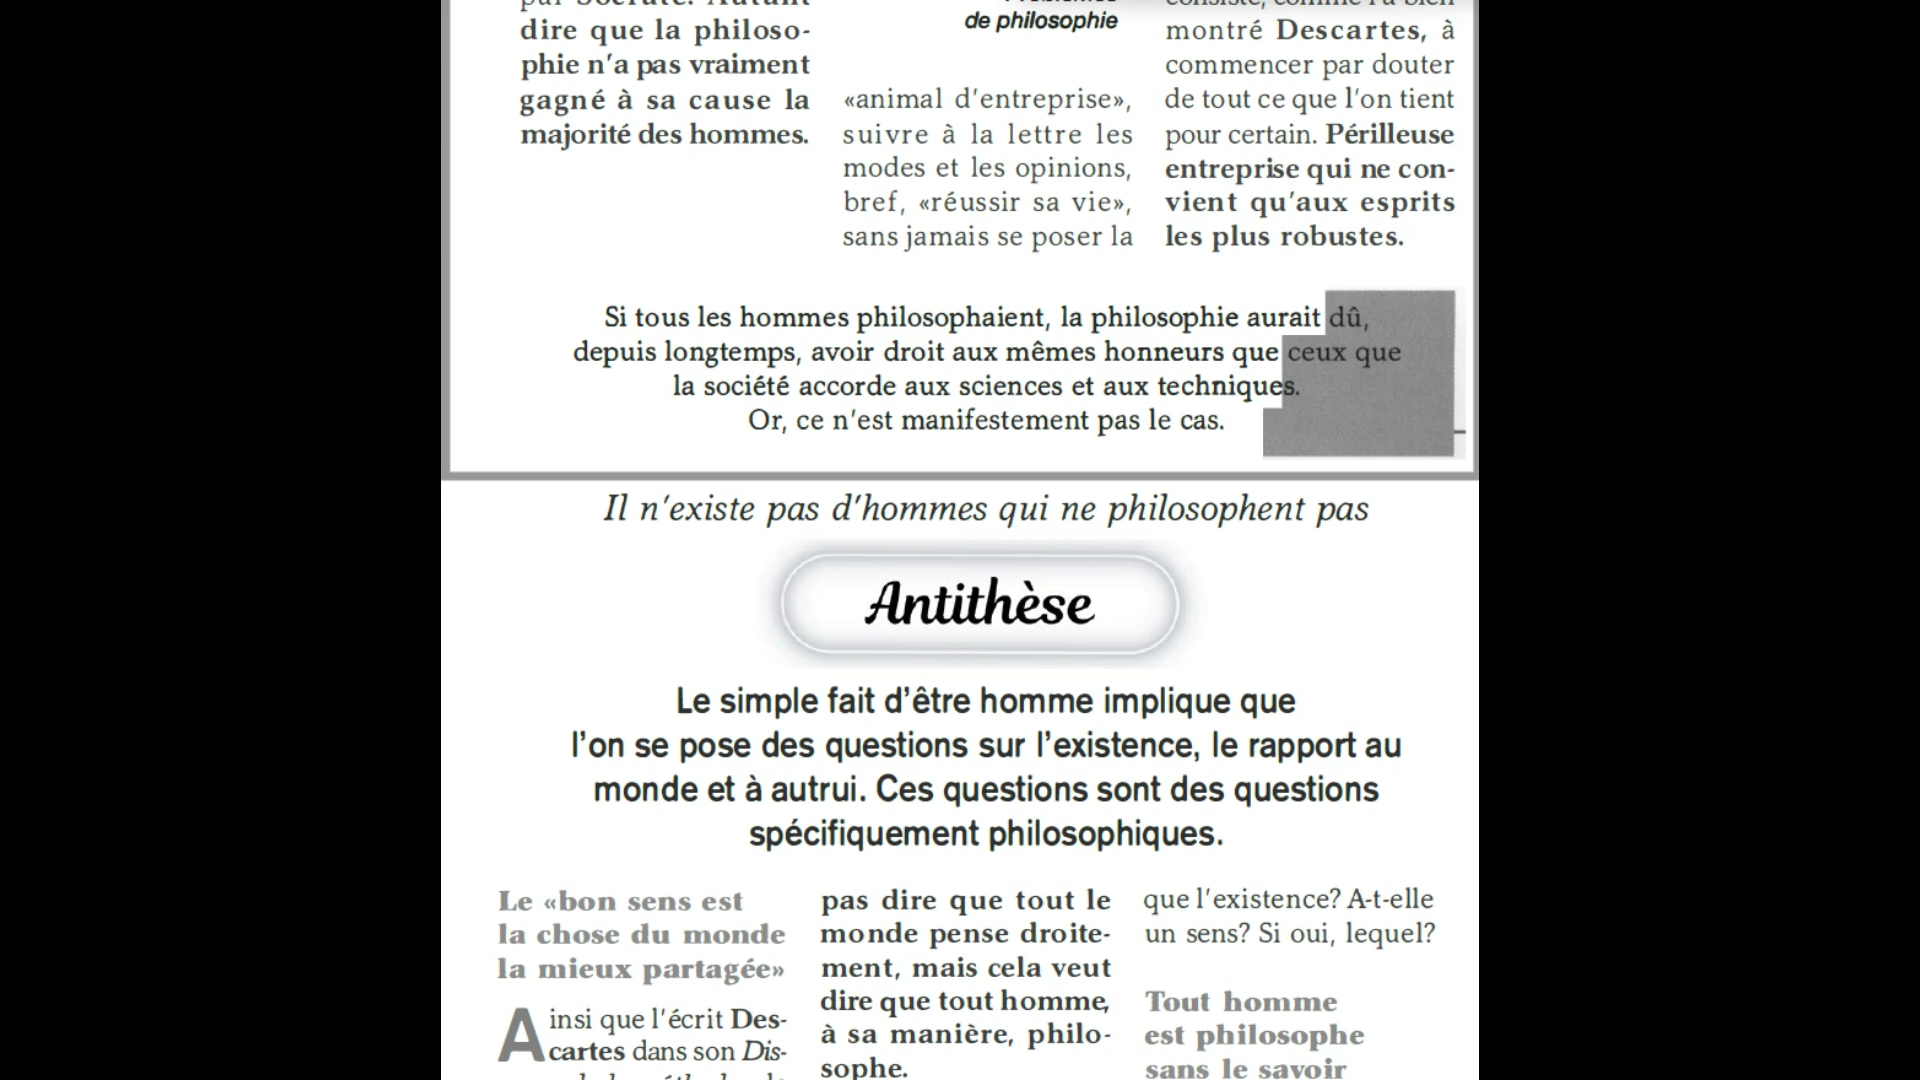 dire que la philoso-
phie n'a pas vraiment
gagné à sa cause la
majorité des hommes.
de philosophie
«animal d'entreprise»,
suivre à la lettre les
modes et les opinions,
bref, «réussir sa vie»,
sans jamais se poser la
montré Descartes, à
commencer par douter
de tout ce que l'on tient
pour certain. Périlleuse
entreprise qui ne con-
vient qu'aux esprits
les plus robustes.
Si tous les hommes philosophaient, la philosophie aurait dû,
depuis longtemps, avoir droit aux mêmes honneurs que ceux que
la société accorde aux sciences et aux techniques.
Or, ce n'est manifestement pas le cas.
Il n'existe pas d'hommes qui ne philosophent pas
Antithèse
Le simple fait d'être homme implique que
l'on se pose des questions sur l'existence, le rapport au
monde et à autrui. Ces questions sont des questions
spécifiquement philosophiques.
Le «bon sens est
la chose du monde
la mieux partagée»
Ainsi que l'écrit Des-
cartes dans son Dis-
pas dire que tout le
monde pense droite-
ment, mais cela veut
dire que tout homme,
à sa manière, philo-
sophe.
que l'existence? A-t-elle
un sens? Si oui, lequel?
Tout homme
est philosophe
sans le savoir